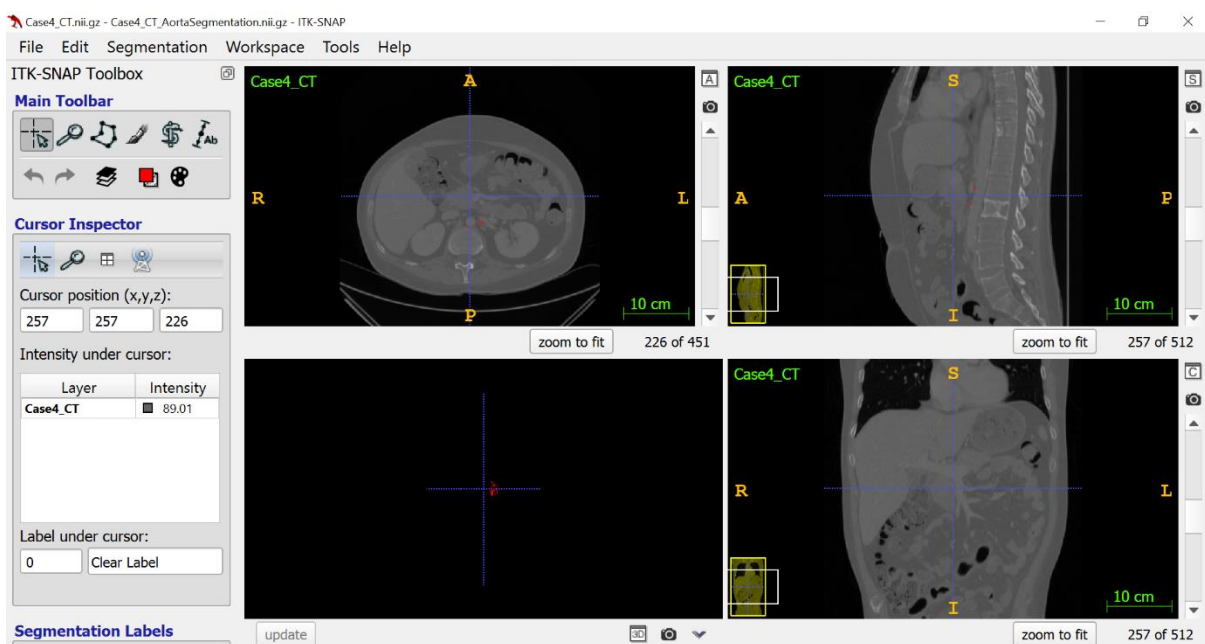 Case4_CT.nii.gz - Case4_CT_AortaSegmentation.nii.gz - ITK-SNAP
File Edit Segmentation Workspace Tools Help
ITK-SNAP Toolbox
Main Toolbar
Ab
Cursor Inspector
Cursor position (x,y,z):
257 257 226
Intensity under cursor:
Layer Intensity
Case4_CT 89.01
Label under cursor:
0 Clear Label
Segmentation Labels
Case4_CT
A
R
L
P
10 cm
A
zoom to fit 226 of 451
Case4_CT
S
A
P
I
10 cm
S
zoom to fit 257 of 512
update
3D
Case4_CT
S
R
L
I
10 cm
C
zoom to fit 257 of 512